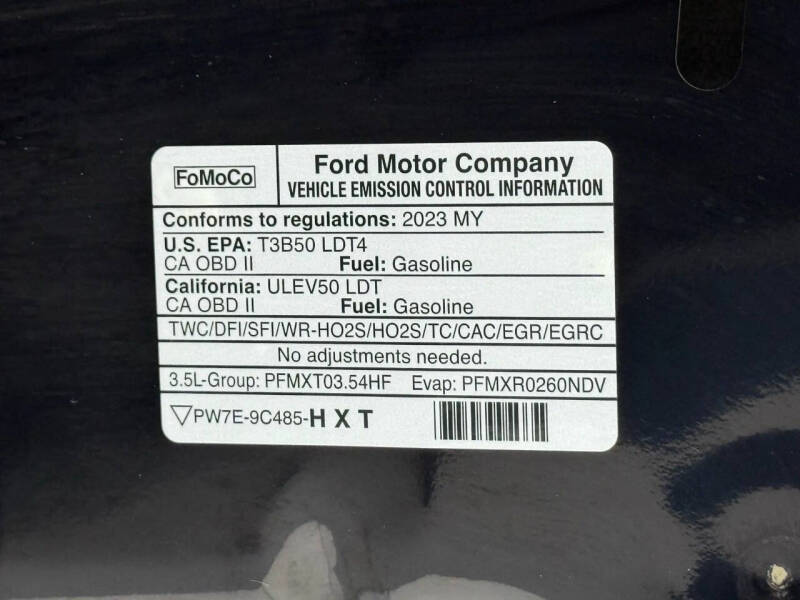 FoMoCo
Ford Motor Company
VEHICLE EMISSION CONTROL INFORMATION
Conforms to regulations: 2023 MY
U.S. EPA: T3B50 LDT4
CA OBD II Fuel: Gasoline
California: ULEV50 LDT
CA OBD II Fuel: Gasoline
TWC/DFI/SFI/WR-HO2S/HO2S/TC/CAC/EGR/EGRC
No adjustments needed.
3.5L-Group: PFMXT03.54HF Evap: PFMXR0260NDV
PW7E-9C485-H X T